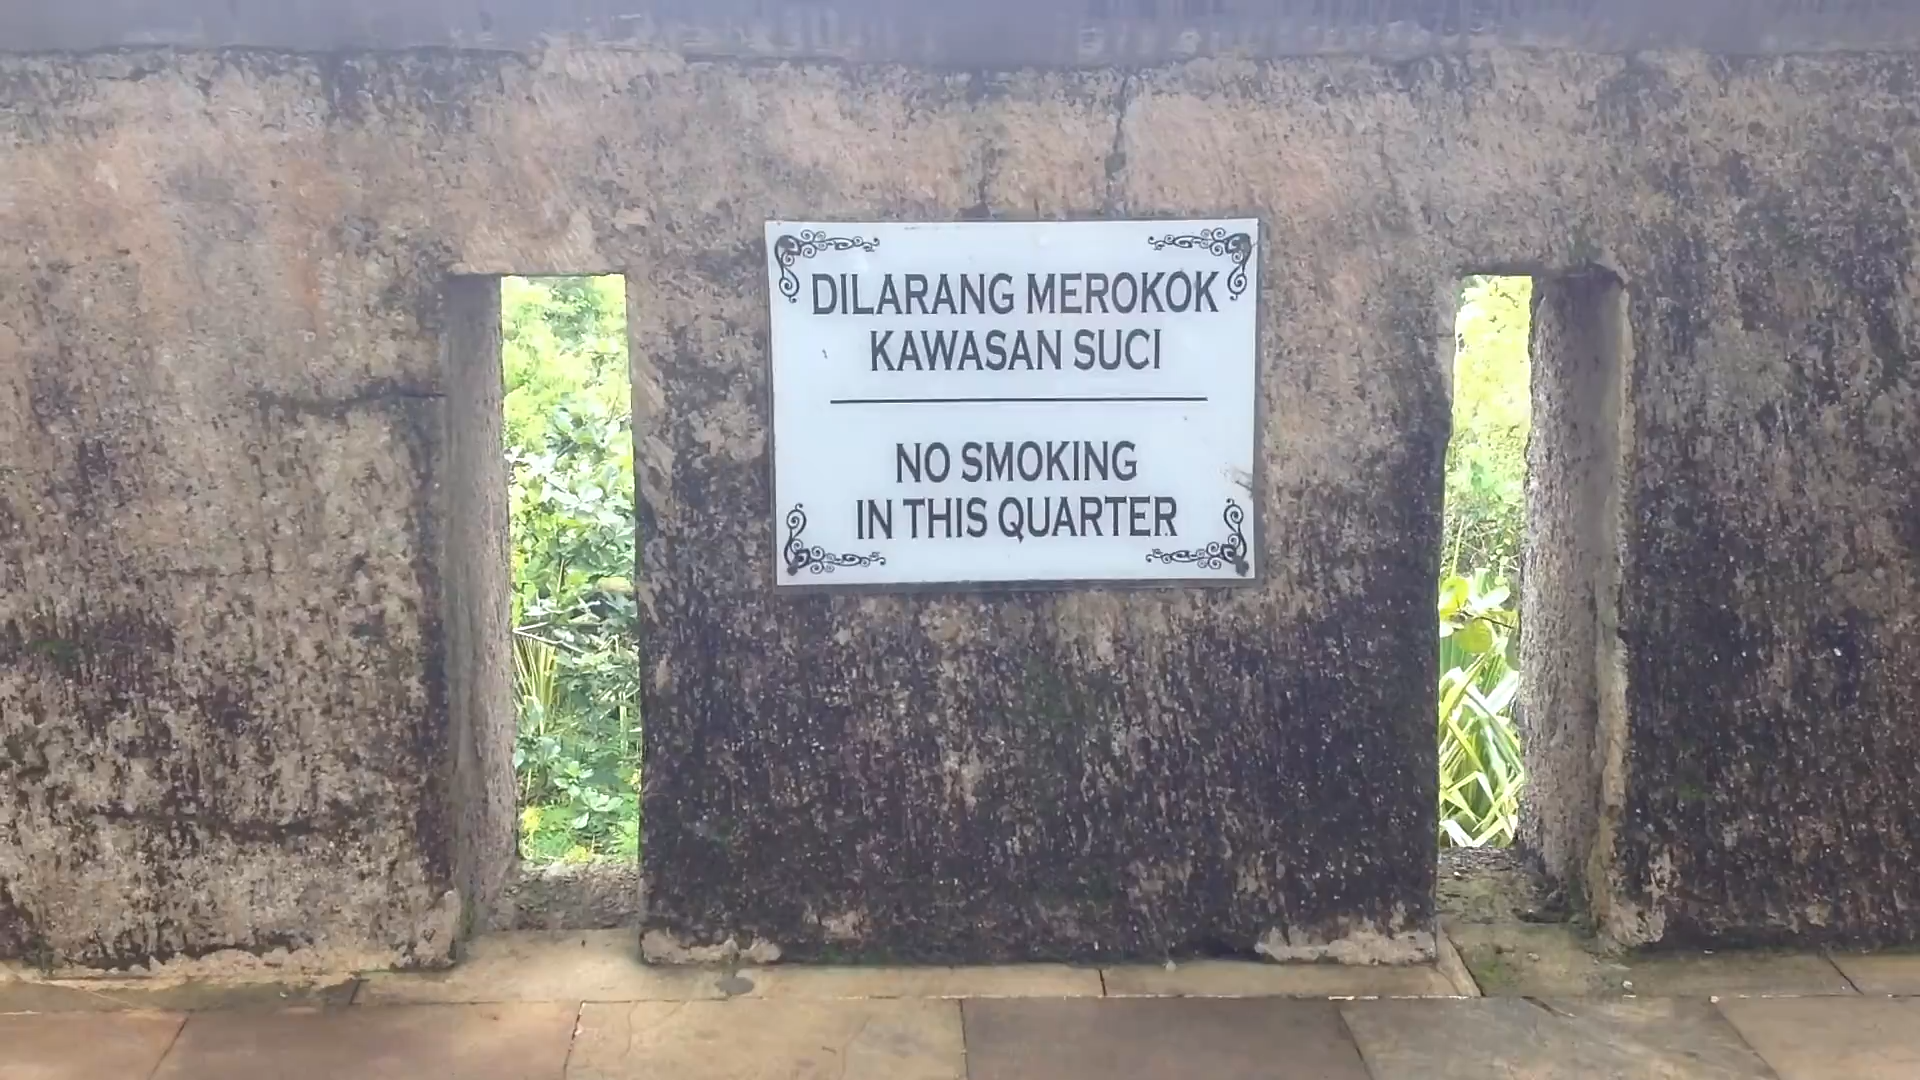 DILARANG MEROKOK
KAWASAN SUCI
NO SMOKING
IN THIS QUARTER